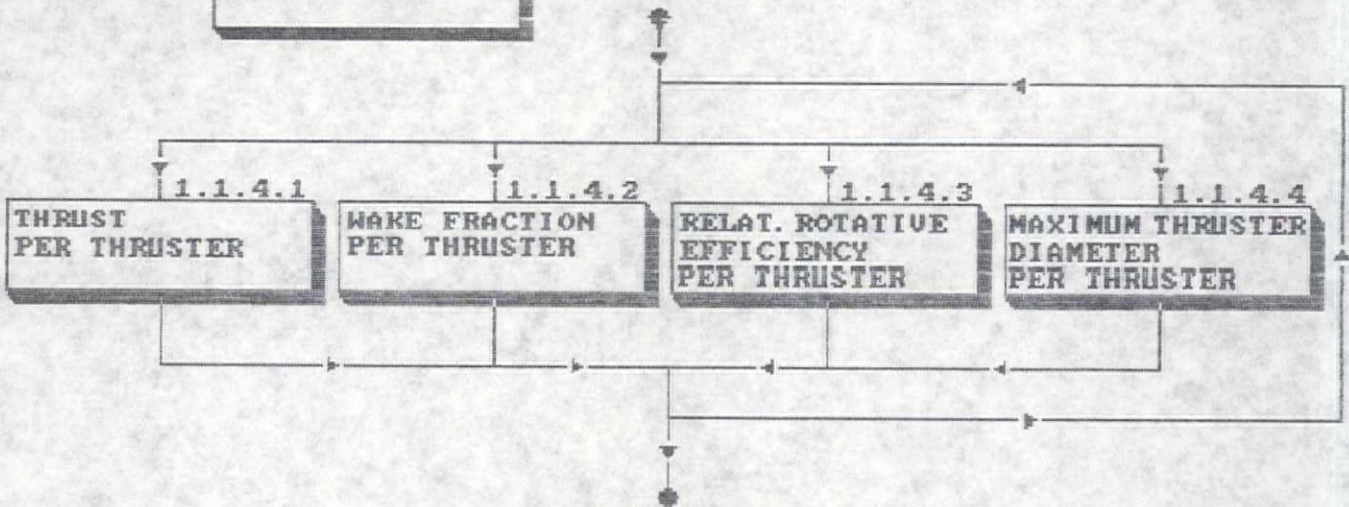 1.1.4.1
THRUST
PER THRUSTER
1.1.4.2
WAKE FRACTION
PER THRUSTER
1.1.4.3
RELAT. ROTATIVE
EFFICIENCY
PER THRUSTER
1.1.4.4
MAXIMUM THRUSTER
DIAMETER
PER THRUSTER